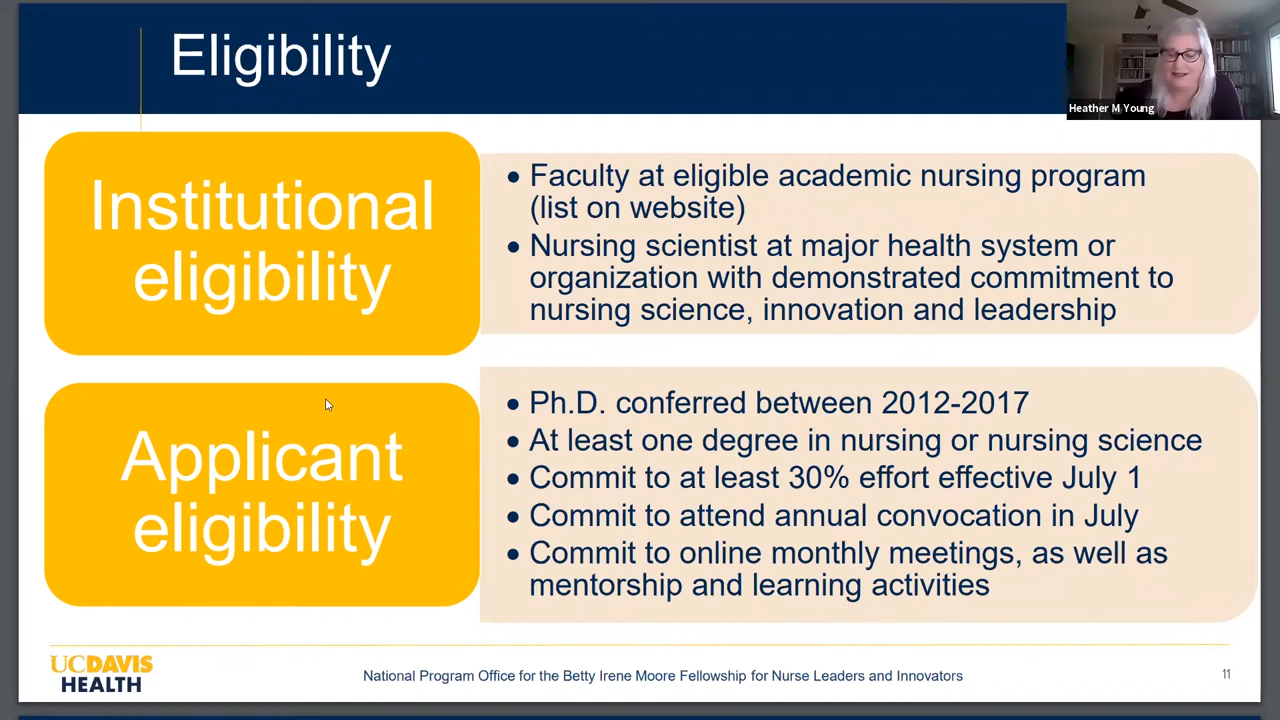 Eligibility
Heather M Young
Institutional
eligibility
• Faculty at eligible academic nursing program
(list on website)
• Nursing scientist at major health system or
organization with demonstrated commitment to
nursing science, innovation and leadership
Applicant
eligibility
• Ph.D. conferred between 2012-2017
• At least one degree in nursing or nursing science
• Commit to at least 30% effort effective July 1
• Commit to attend annual convocation in July
• Commit to online monthly meetings, as well as
mentorship and learning activities
UCDAVIS
HEALTH
National Program Office for the Betty Irene Moore Fellowship for Nurse Leaders and Innovators
11